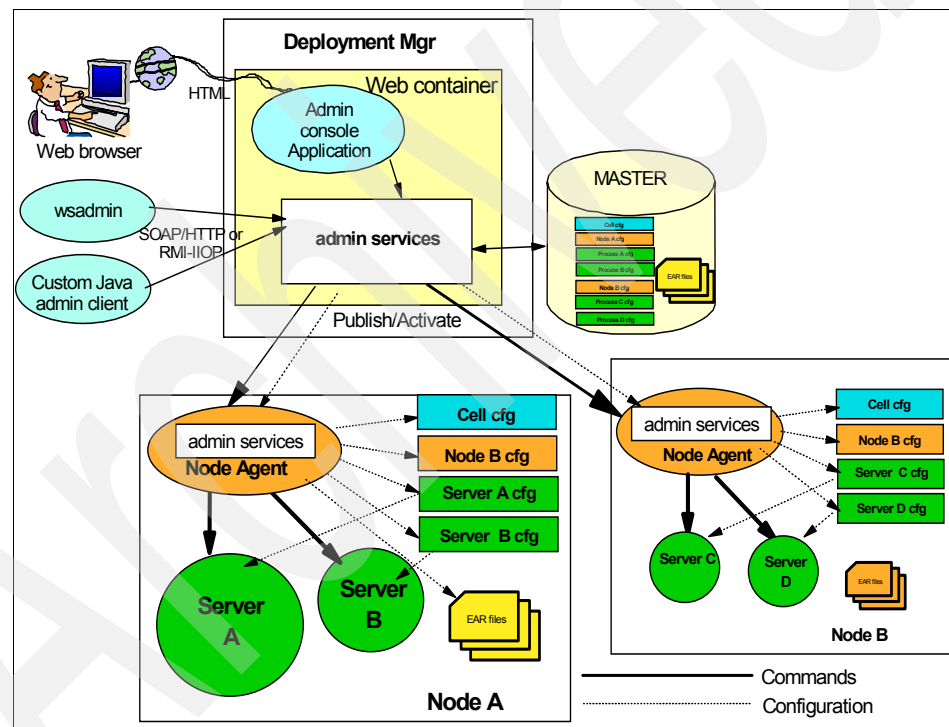 Deployment Mgr
Web container
HTML
Admin
console
Application
Web browser
MASTER
wsadmin
SOAP/HTTP or
RMI-IIOP
admin services
Cell cfg
Node A cfg
Process A cfg
Process B cfg
Node B cfg
Process C cfg
Process D cfg
EAR files
Custom Java
admin client
Publish/Activate
admin services
Node Agent
Cell cfg
Node B cfg
Server A cfg
Server B cfg
Server
A
Server
B
EAR files
Node A
admin services
Node Agent
Cell cfg
Node B cfg
Server C cfg
Server D cfg
Server C
Server
D
EAR files
Node B
Commands
Configuration
Archived